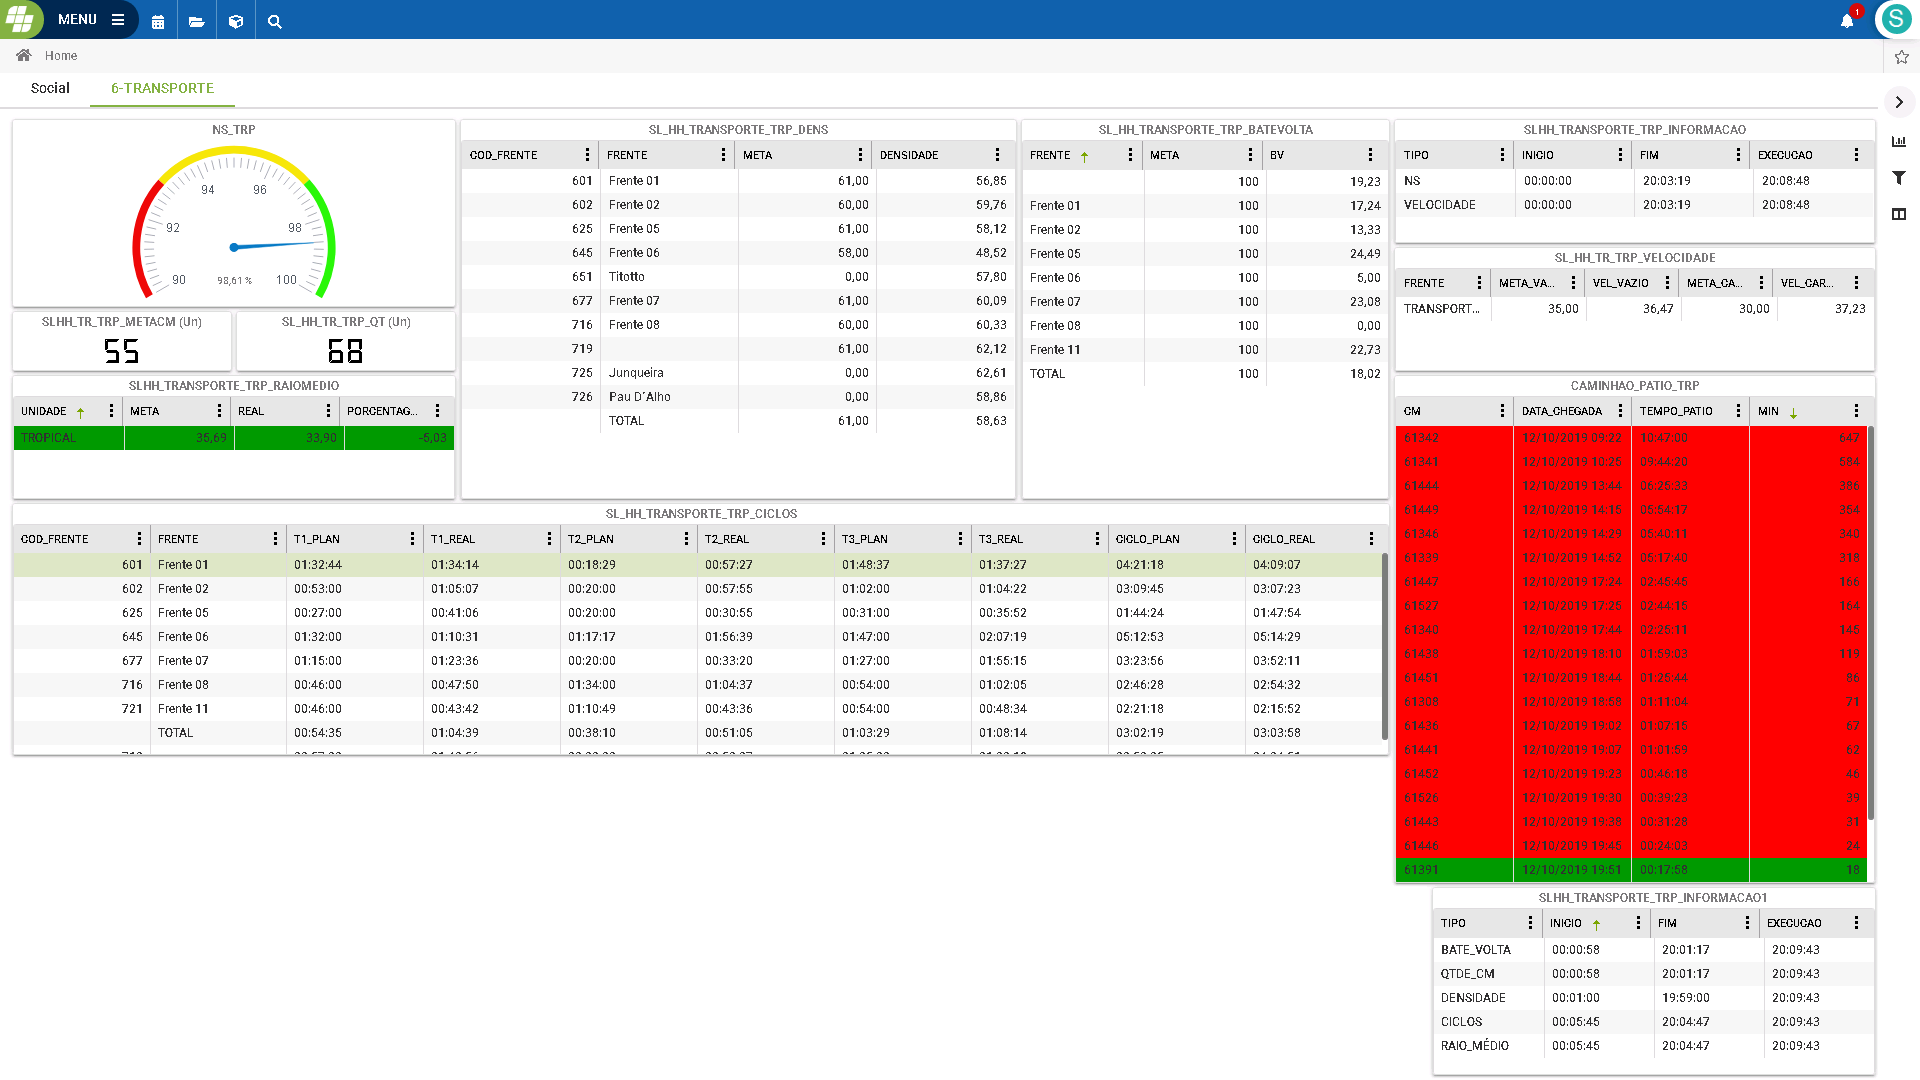 MENU
1
S
Home
Social
6-TRANSPORTE
NS_TRP
90 92 94 96 98 100
98,61 %
SLHH_TR_TRP_METACM (Un)
55
SL_HH_TR_TRP_QT (Un)
68
SLHH_TRANSPORTE_TRP_RAIOMEDIO
UNIDADE META REAL PORCENTAG...
TROPICAL 35,69 33,90 -5,03
SL_HH_TRANSPORTE_TRP_DENS
COD_FRENTE FRENTE META DENSIDADE
601 Frente 01 61,00 56,85
602 Frente 02 60,00 59,76
625 Frente 05 61,00 58,12
645 Frente 06 58,00 48,52
651 Titotto 0,00 57,80
677 Frente 07 61,00 60,09
716 Frente 08 60,00 60,33
719 61,00 62,12
725 Junqueira 0,00 62,61
726 Pau D´Alho 0,00 58,86
TOTAL 61,00 58,63
SL_HH_TRANSPORTE_TRP_BATEVOLTA
FRENTE META BV
100 19,23
Frente 01 100 17,24
Frente 02 100 13,33
Frente 05 100 24,49
Frente 06 100 5,00
Frente 07 100 23,08
Frente 08 100 0,00
Frente 11 100 22,73
TOTAL 100 18,02
SLHH_TRANSPORTE_TRP_INFORMACAO
TIPO INICIO FIM EXECUCAO
NS 00:00:00 20:03:19 20:08:48
VELOCIDADE 00:00:00 20:03:19 20:08:48
SL_HH_TR_TRP_VELOCIDADE
FRENTE META_VA... VEL_VAZIO META_CA... VEL_CAR...
TRANSPORT... 35,00 36,47 30,00 37,23
SL_HH_TRANSPORTE_TRP_CICLOS
COD_FRENTE FRENTE T1_PLAN T1_REAL T2_PLAN T2_REAL T3_PLAN T3_REAL CICLO_PLAN CICLO_REAL
601 Frente 01 01:32:44 01:34:14 00:18:29 00:57:27 01:48:37 01:37:27 04:21:18 04:09:07
602 Frente 02 00:53:00 01:05:07 00:20:00 00:57:55 01:02:00 01:04:22 03:09:45 03:07:23
625 Frente 05 00:27:00 00:41:06 00:20:00 00:30:55 00:31:00 00:35:52 01:44:24 01:47:54
645 Frente 06 01:32:00 01:10:31 01:17:17 01:56:39 01:47:00 02:07:19 05:12:53 05:14:29
677 Frente 07 01:15:00 01:23:36 00:20:00 00:33:20 01:27:00 01:55:15 03:23:56 03:52:11
716 Frente 08 00:46:00 00:47:50 01:34:00 01:04:37 00:54:00 01:02:05 02:46:28 02:54:32
721 Frente 11 00:46:00 00:43:42 01:10:49 00:43:36 00:54:00 00:48:34 02:21:18 02:15:52
TOTAL 00:54:35 01:04:39 00:38:10 00:51:05 01:03:29 01:08:14 03:02:19 03:03:58
CAMINHAO_PATIO_TRP
CM DATA_CHEGADA TEMPO_PATIO MIN
61342 12/10/2019 09:22 10:47:00 647
61341 12/10/2019 10:25 09:44:20 584
61444 12/10/2019 13:44 06:25:33 386
61449 12/10/2019 14:15 05:54:17 354
61346 12/10/2019 14:29 05:40:11 340
61339 12/10/2019 14:52 05:17:40 318
61447 12/10/2019 17:24 02:45:45 166
61527 12/10/2019 17:25 02:44:15 164
61340 12/10/2019 17:44 02:25:11 145
61438 12/10/2019 18:10 01:59:03 119
61451 12/10/2019 18:44 01:25:44 86
61308 12/10/2019 18:58 01:11:04 71
61436 12/10/2019 19:02 01:07:15 67
61441 12/10/2019 19:07 01:01:59 62
61452 12/10/2019 19:23 00:46:18 46
61526 12/10/2019 19:30 00:39:23 39
61443 12/10/2019 19:38 00:31:28 31
61446 12/10/2019 19:45 00:24:03 24
61391 12/10/2019 19:51 00:17:58 18
SLHH_TRANSPORTE_TRP_INFORMACAO1
TIPO INICIO FIM EXECUCAO
BATE_VOLTA 00:00:58 20:01:17 20:09:43
QTDE_CM 00:00:58 20:01:17 20:09:43
DENSIDADE 00:01:00 19:59:00 20:09:43
CICLOS 00:05:45 20:04:47 20:09:43
RAIO_MÉDIO 00:05:45 20:04:47 20:09:43